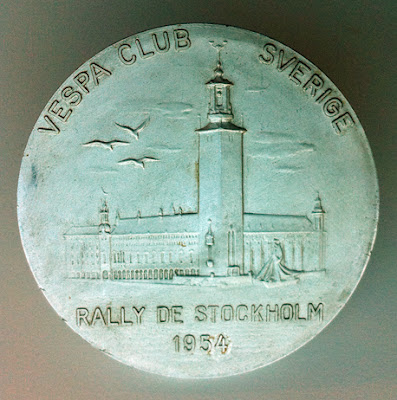 VESPA CLUB SVERIGE
RALLY DE STOCKHOLM
1954